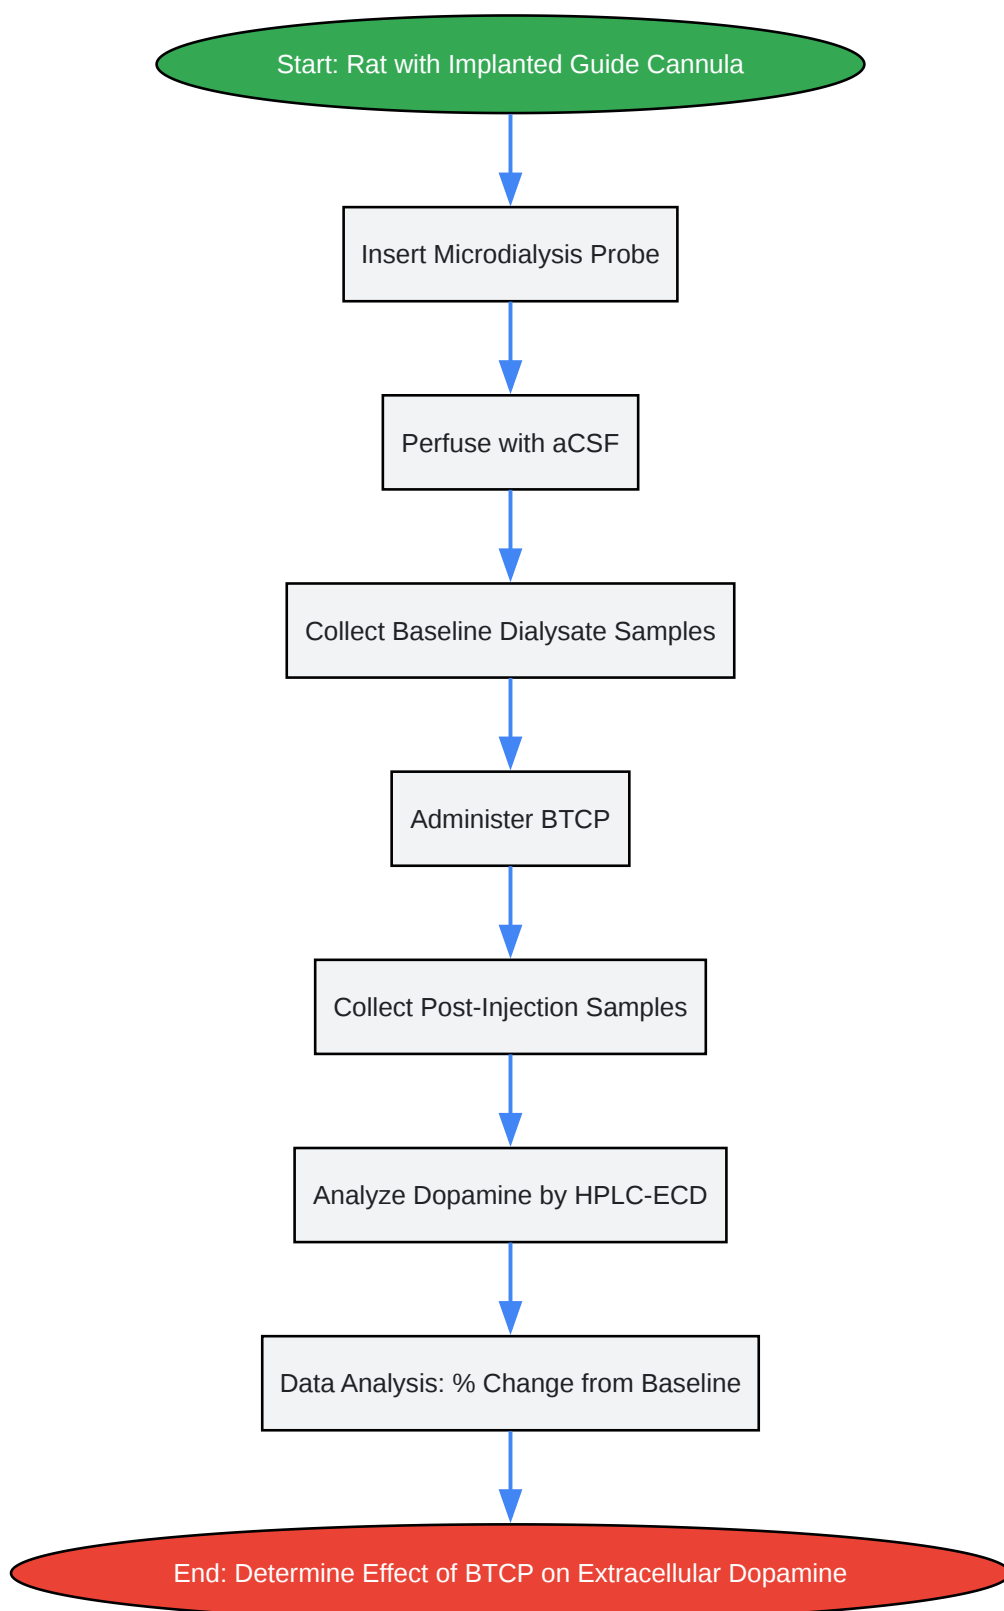 Start: Rat with Implanted Guide Cannula
Insert Microdialysis Probe
Perfuse with aCSF
Collect Baseline Dialysate Samples
Administer BTCP
Collect Post-Injection Samples
Analyze Dopamine by HPLC-ECD
Data Analysis: % Change from Baseline
End: Determine Effect of BTCP on Extracellular Dopamine